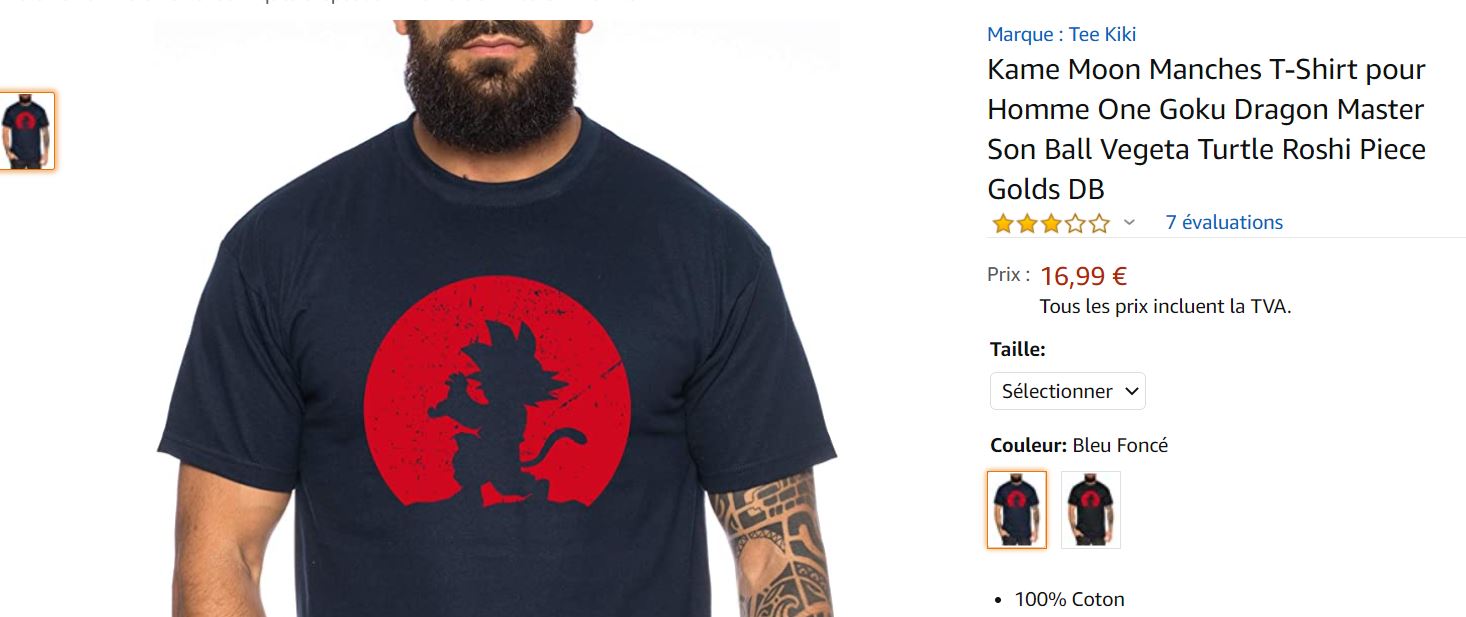 Marque : Tee Kiki
Kame Moon Manches T-Shirt pour
Homme One Goku Dragon Master
Son Ball Vegeta Turtle Roshi Piece
Golds DB
7 évaluations
Prix : 16,99 €
Tous les prix incluent la TVA.
Taille:
Sélectionner
Couleur: Bleu Foncé
• 100% Coton